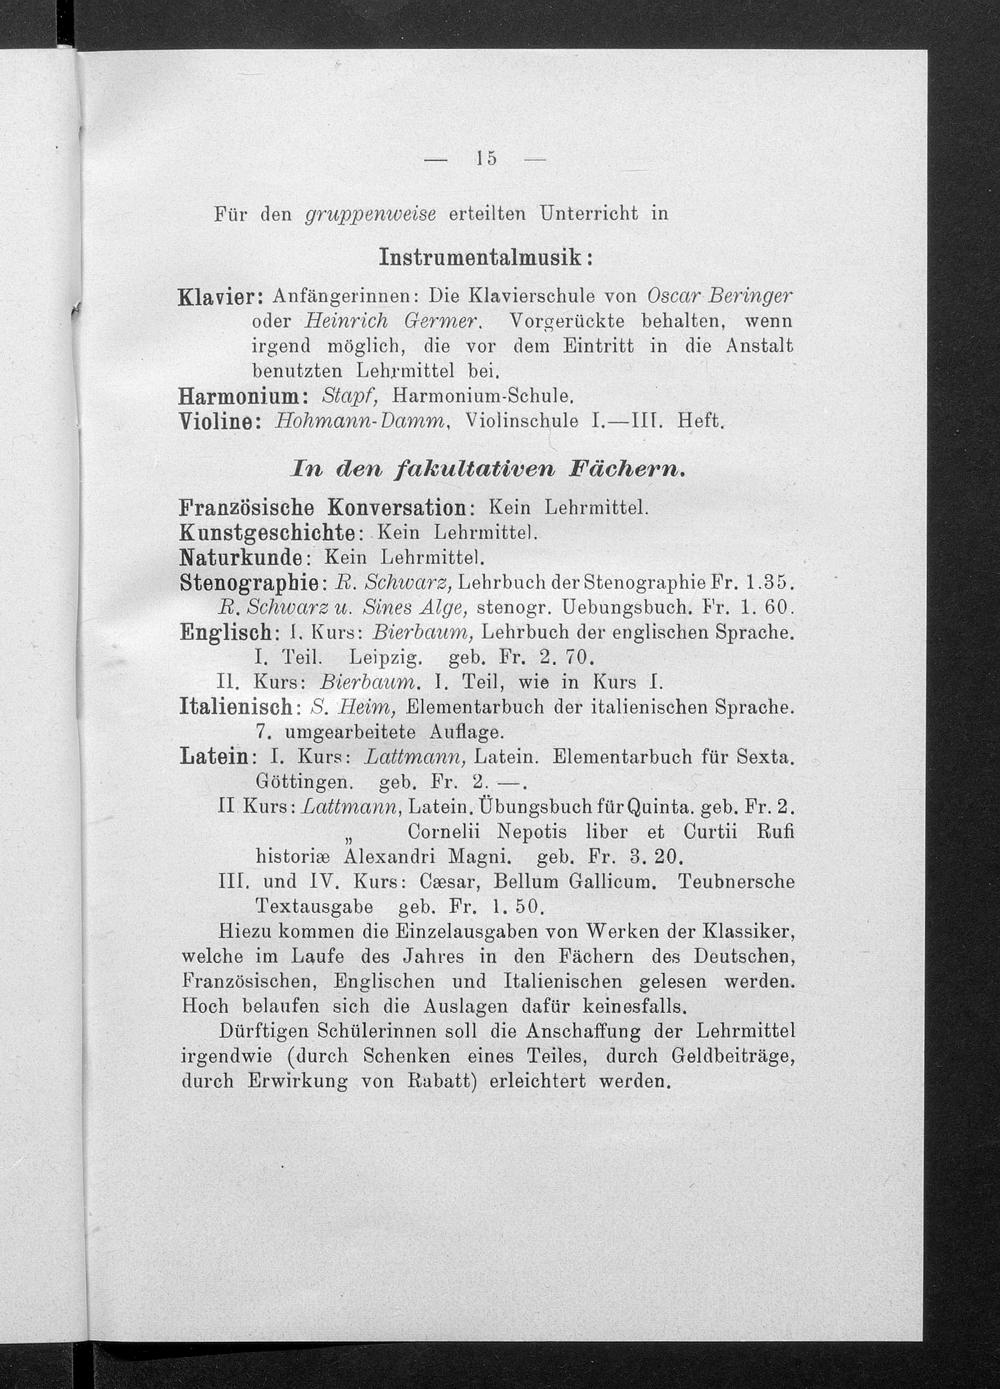 — 15 —
Für den gruppenweise erteilten Unterricht in
Instrumentalmusik:
Klavier: Anfängerinnen: Die Klavierschule von Oscar Beringer
oder Heinrich Germer. Vorgerückte behalten, wenn
irgend möglich, die vor dem Eintritt in die Anstalt
benutzten Lehrmittel bei.
Harmonium: Stapf, Harmonium-Schule.
Violine: Hohmann-Damm, Violinschule I.—III. Heft.
In den fakultativen Fächern.
Französische Konversation: Kein Lehrmittel.
Kunstgeschichte: Kein Lehrmittel.
Naturkunde: Kein Lehrmittel.
Stenographie: R. Schwarz, Lehrbuch der Stenographie Fr. 1.35.
R. Schwarz u. Sines Alge, stenogr. Uebungsbuch. Fr. 1. 60.
Englisch: I. Kurs: Bierbaum, Lehrbuch der englischen Sprache.
I. Teil. Leipzig. geb. Fr. 2. 70.
II. Kurs: Bierbaum. I. Teil, wie in Kurs I.
Italienisch: S. Heim, Elementarbuch der italienischen Sprache.
7. umgearbeitete Auflage.
Latein: I. Kurs: Lattmann, Latein. Elementarbuch für Sexta.
Göttingen. geb. Fr. 2. —.
II Kurs: Lattmann, Latein. Übungsbuch für Quinta. geb. Fr. 2.
„ Cornelii Nepotis liber et Curtii Rufi
historiæ Alexandri Magni. geb. Fr. 3. 20.
III. und IV. Kurs: Cæsar, Bellum Gallicum. Teubnersche
Textausgabe geb. Fr. 1. 50.
Hiezu kommen die Einzelausgaben von Werken der Klassiker,
welche im Laufe des Jahres in den Fächern des Deutschen,
Französischen, Englischen und Italienischen gelesen werden.
Hoch belaufen sich die Auslagen dafür keinesfalls.
Dürftigen Schülerinnen soll die Anschaffung der Lehrmittel
irgendwie (durch Schenken eines Teiles, durch Geldbeiträge,
durch Erwirkung von Rabatt) erleichtert werden.